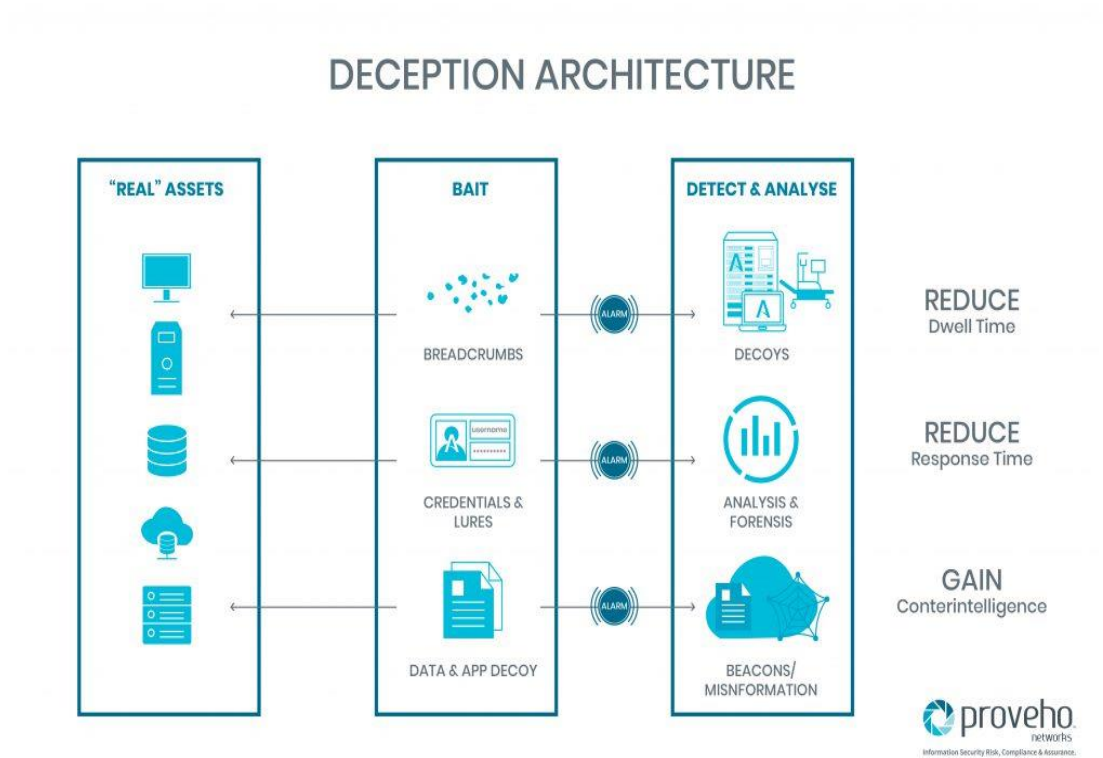 DECEPTION ARCHITECTURE
“REAL” ASSETS
BAIT
DETECT & ANALYSE
A
A
ALARM
REDUCE
Dwell Time
BREADCRUMBS
DECOYS
username
**********
ALARM
REDUCE
Response Time
CREDENTIALS &
LURES
ANALYSIS &
FORENSIS
ALARM
GAIN
Conterintelligence
DATA & APP DECOY
BEACONS/
MISNFORMATION
proveho
networks
Information Security Risk, Compliance & Assurance.